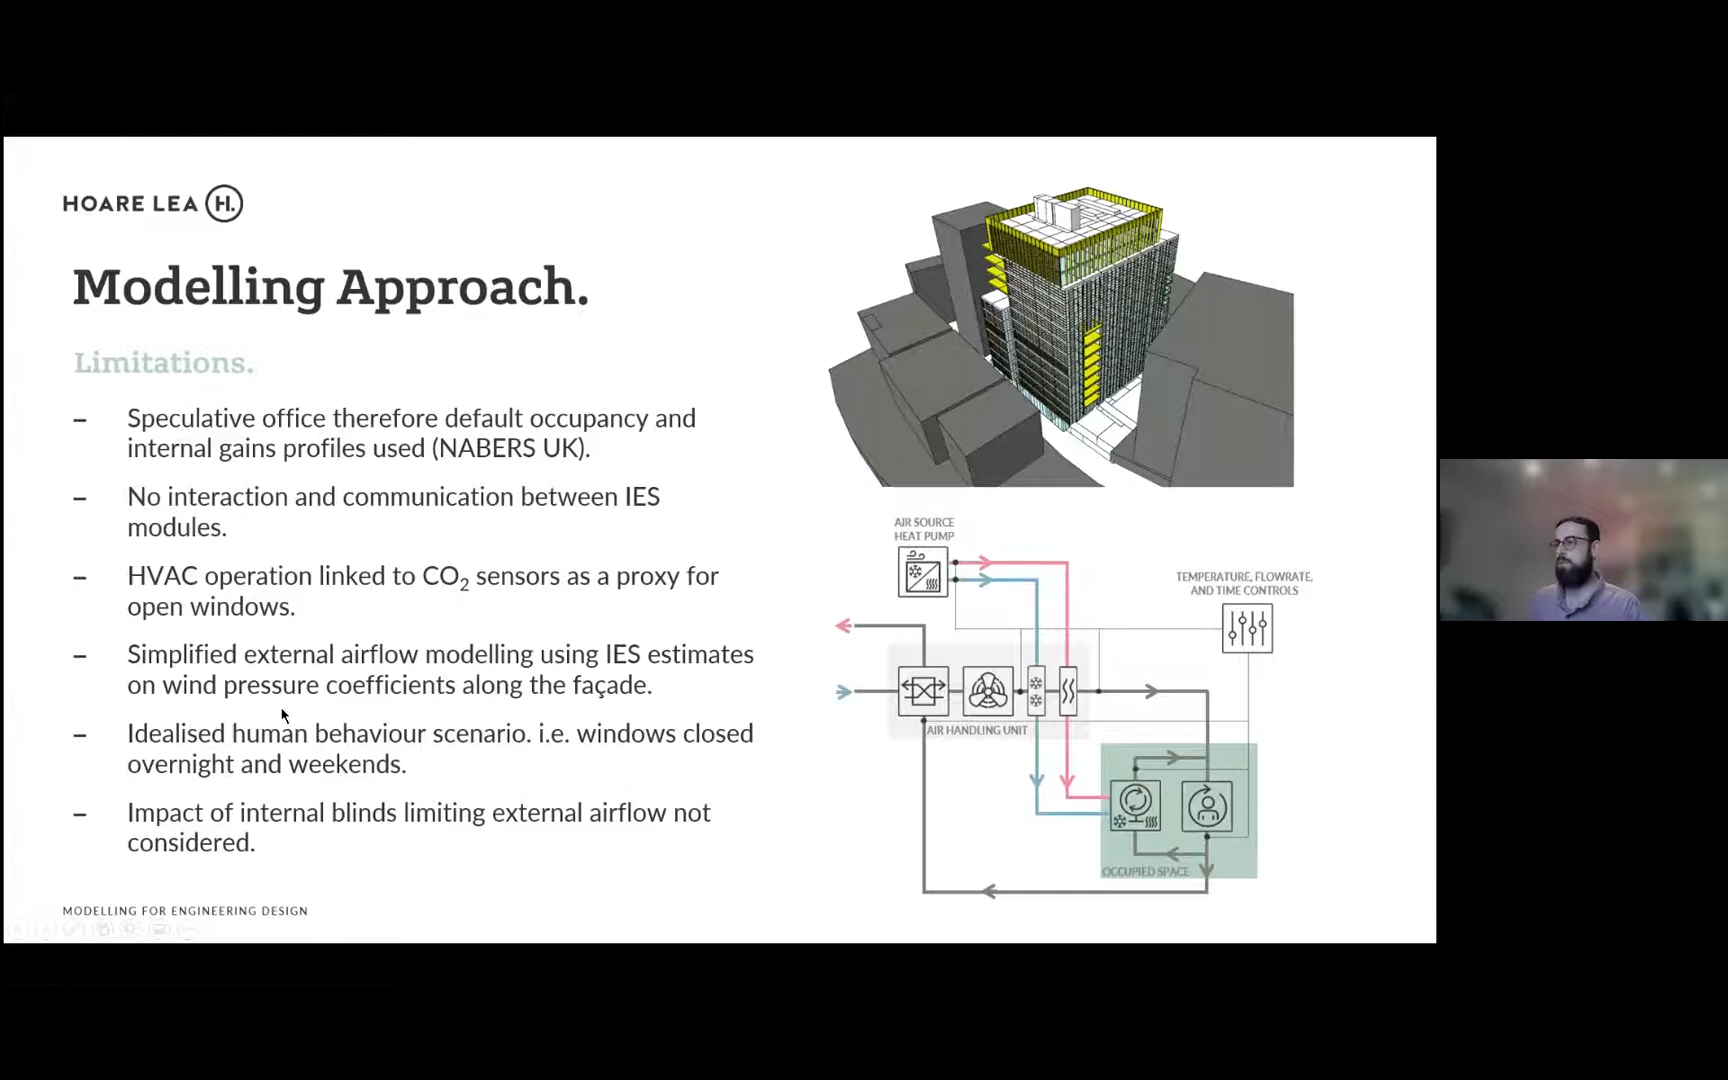 HOARE LEA H.
Modelling Approach.
Limitations.
– Speculative office therefore default occupancy and
internal gains profiles used (NABERS UK).
– No interaction and communication between IES
modules.
– HVAC operation linked to CO₂ sensors as a proxy for
open windows.
– Simplified external airflow modelling using IES estimates
on wind pressure coefficients along the façade.
– Idealised human behaviour scenario. i.e. windows closed
overnight and weekends.
– Impact of internal blinds limiting external airflow not
considered.
MODELLING FOR ENGINEERING DESIGN
AIR SOURCE
HEAT PUMP
TEMPERATURE, FLOWRATE,
AND TIME CONTROLS
AIR HANDLING UNIT
OCCUPIED SPACE